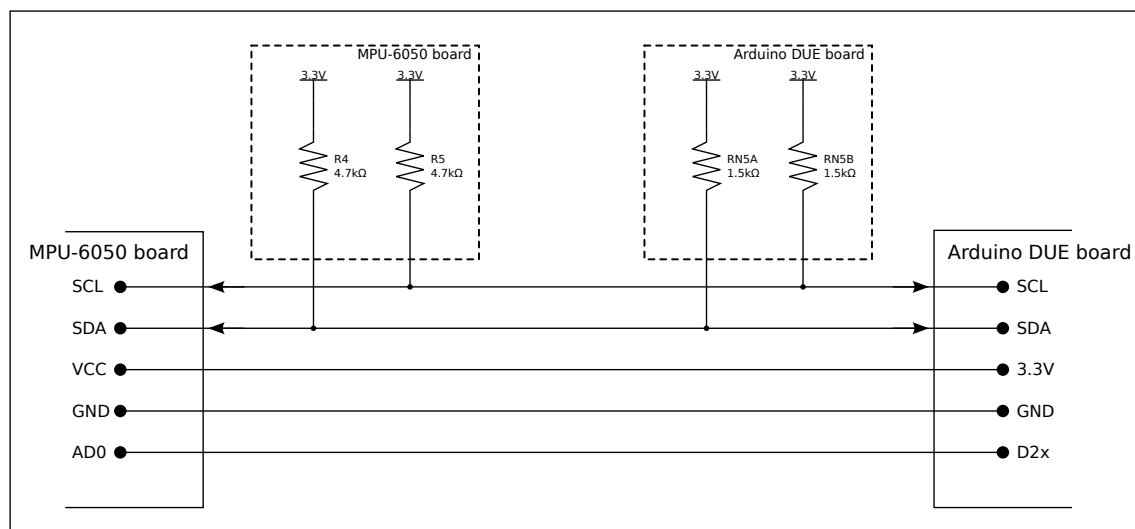 MPU-6050 board
3.3V
3.3V
R4
4.7kΩ
R5
4.7kΩ
Arduino DUE board
3.3V
3.3V
RN5A
1.5kΩ
RN5B
1.5kΩ
MPU-6050 board
SCL
SDA
VCC
GND
AD0
Arduino DUE board
SCL
SDA
3.3V
GND
D2x